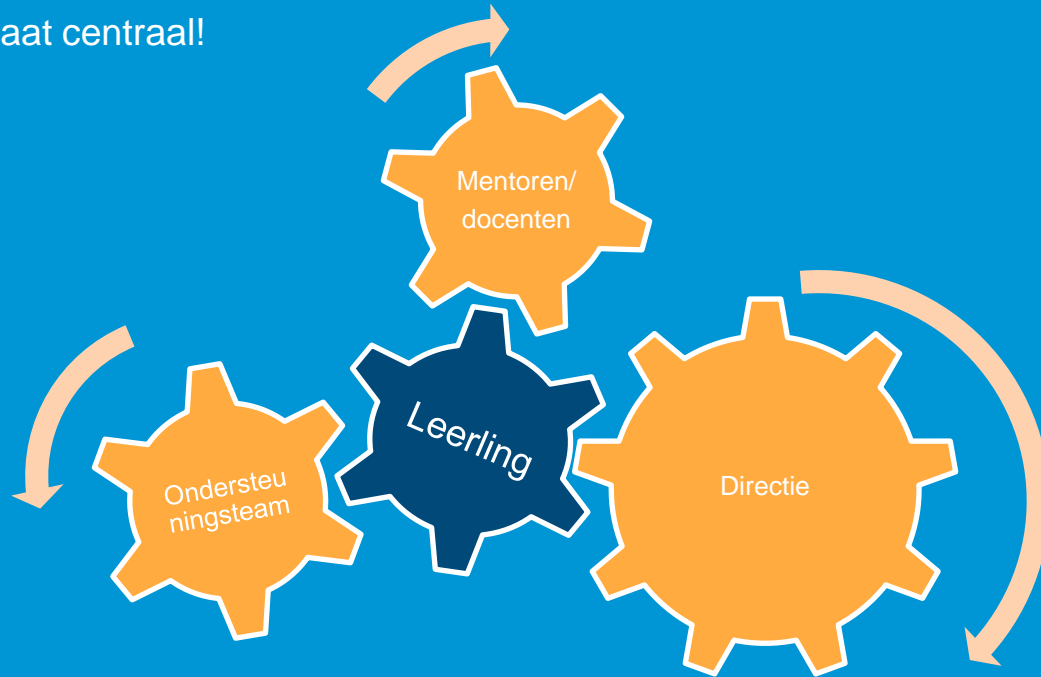 aat centraal!
Mentoren/
docenten
Leerling
Ondersteu
ningsteam
Directie